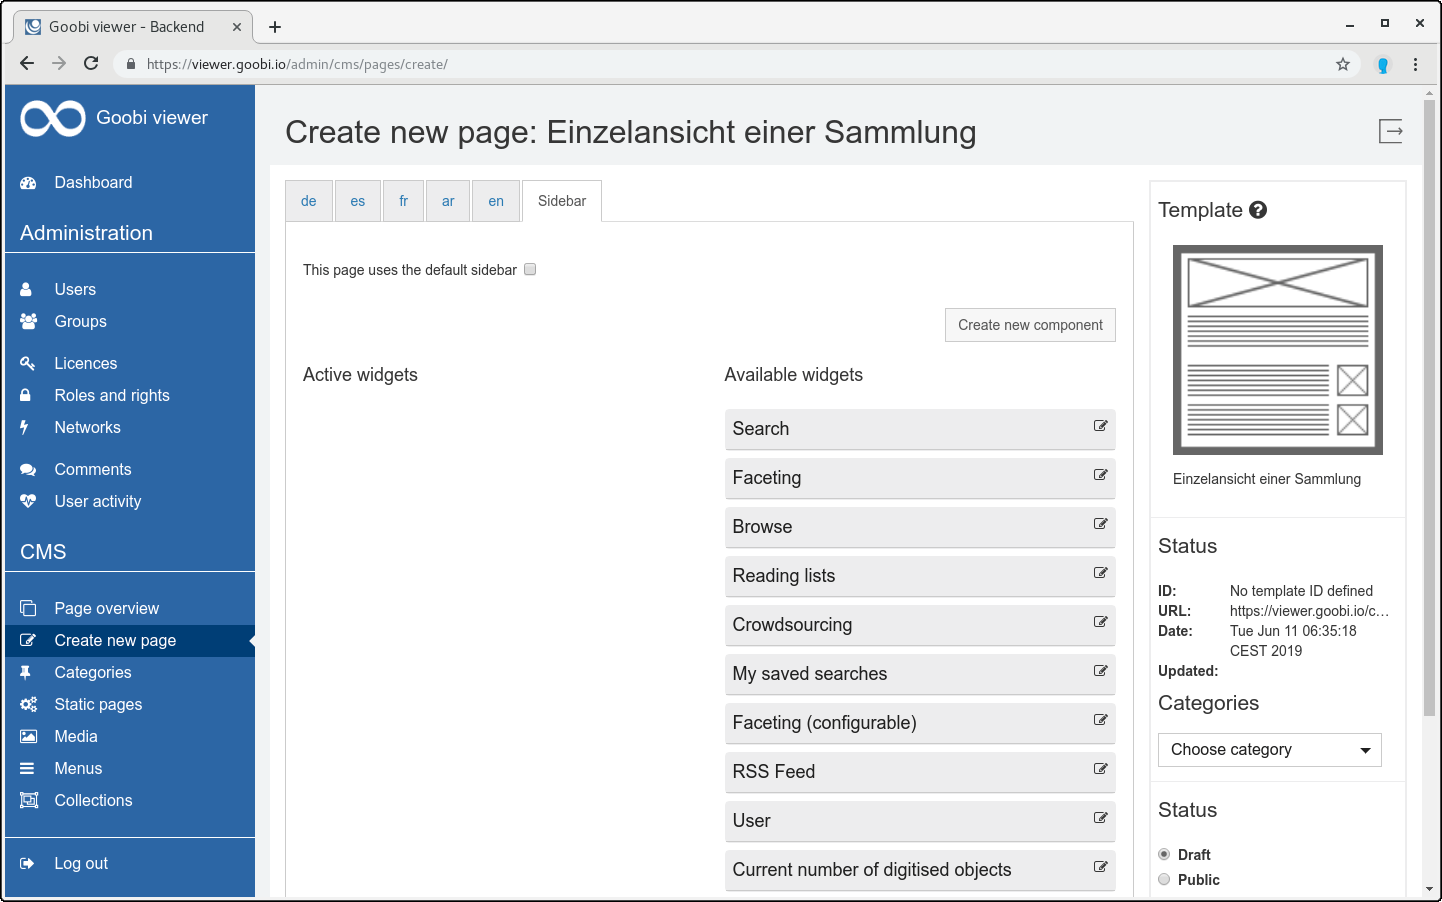 Goobi viewer - Backend
https://viewer.goobi.io/admin/cms/pages/create/
Goobi viewer
Dashboard
Administration
Users
Groups
Licences
Roles and rights
Networks
Comments
User activity
CMS
Page overview
Create new page
Categories
Static pages
Media
Menus
Collections
Log out
Create new page: Einzelansicht einer Sammlung
de es fr ar en Sidebar
This page uses the default sidebar
Create new component
Active widgets
Available widgets
Search
Faceting
Browse
Reading lists
Crowdsourcing
My saved searches
Faceting (configurable)
RSS Feed
User
Current number of digitised objects
Template ?
Einzelansicht einer Sammlung
Status
ID: No template ID defined
URL: https://viewer.goobi.io/c...
Date: Tue Jun 11 06:35:18
CEST 2019
Updated:
Categories
Choose category
Status
Draft
Public